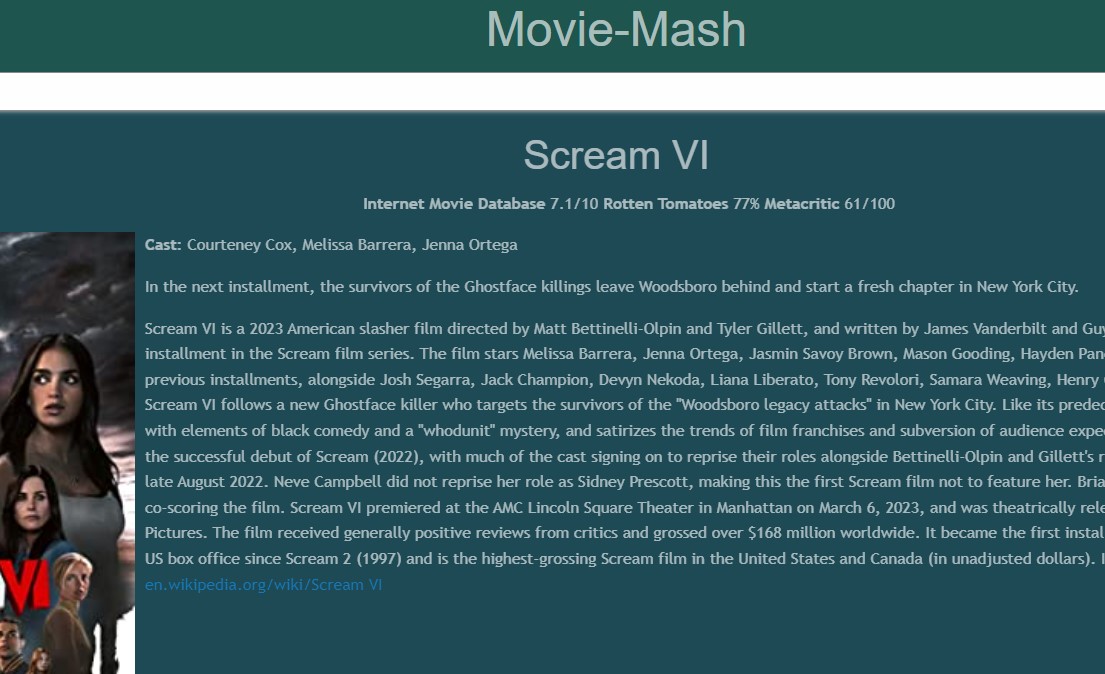 Movie-Mash
Scream VI
Internet Movie Database 7.1/10 Rotten Tomatoes 77% Metacritic 61/100
Cast: Courteney Cox, Melissa Barrera, Jenna Ortega
In the next installment, the survivors of the Ghostface killings leave Woodsboro behind and start a fresh chapter in New York City.
Scream VI is a 2023 American slasher film directed by Matt Bettinelli-Olpin and Tyler Gillett, and written by James Vanderbilt and Guy
installment in the Scream film series. The film stars Melissa Barrera, Jenna Ortega, Jasmin Savoy Brown, Mason Gooding, Hayden Pan
previous installments, alongside Josh Segarra, Jack Champion, Devyn Nekoda, Liana Liberato, Tony Revolori, Samara Weaving, Henry
Scream VI follows a new Ghostface killer who targets the survivors of the "Woodsboro legacy attacks" in New York City. Like its predec
with elements of black comedy and a "whodunit" mystery, and satirizes the trends of film franchises and subversion of audience expe
the successful debut of Scream (2022), with much of the cast signing on to reprise their roles alongside Bettinelli-Olpin and Gillett's r
late August 2022. Neve Campbell did not reprise her role as Sidney Prescott, making this the first Scream film not to feature her. Bria
co-scoring the film. Scream VI premiered at the AMC Lincoln Square Theater in Manhattan on March 6, 2023, and was theatrically rele
Pictures. The film received generally positive reviews from critics and grossed over $168 million worldwide. It became the first instal
US box office since Scream 2 (1997) and is the highest-grossing Scream film in the United States and Canada (in unadjusted dollars). I
en.wikipedia.org/wiki/Scream VI
VI